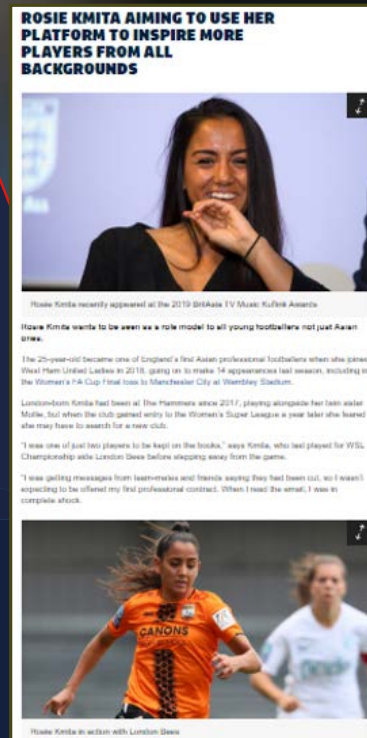 ROSIE KMITA AIMING TO USE HER
PLATFORM TO INSPIRE MORE
PLAYERS FROM ALL
BACKGROUNDS
Rosie Kmita recently appeared at the 2019 BritAsia TV Music Kuflink Awards
Rosie Kmita wants to be seen as a role model to all young footballers not just Asian
ones.
The 25-year-old became one of England's first Asian professional footballers when she joined
West Ham United Ladies in 2018, going on to make 14 appearances last season, including in
the Women's FA Cup Final loss to Manchester City at Wembley Stadium.
London-born Kmita had been at The Hammers since 2017, playing alongside her twin sister
Mollie, but when the club gained entry to the Women's Super League a year later she feared
she may have to search for a new club.
"I was one of just two players to be kept on the books," says Kmita, who last played for WSL
Championship side London Bees before stepping away from the game.
"I was getting messages from team-mates and friends saying they had been cut, so I wasn't
expecting to be offered my first professional contract. When I read the email, I was in
complete shock.
CANONS
Rosie Kmita in action with London Bees